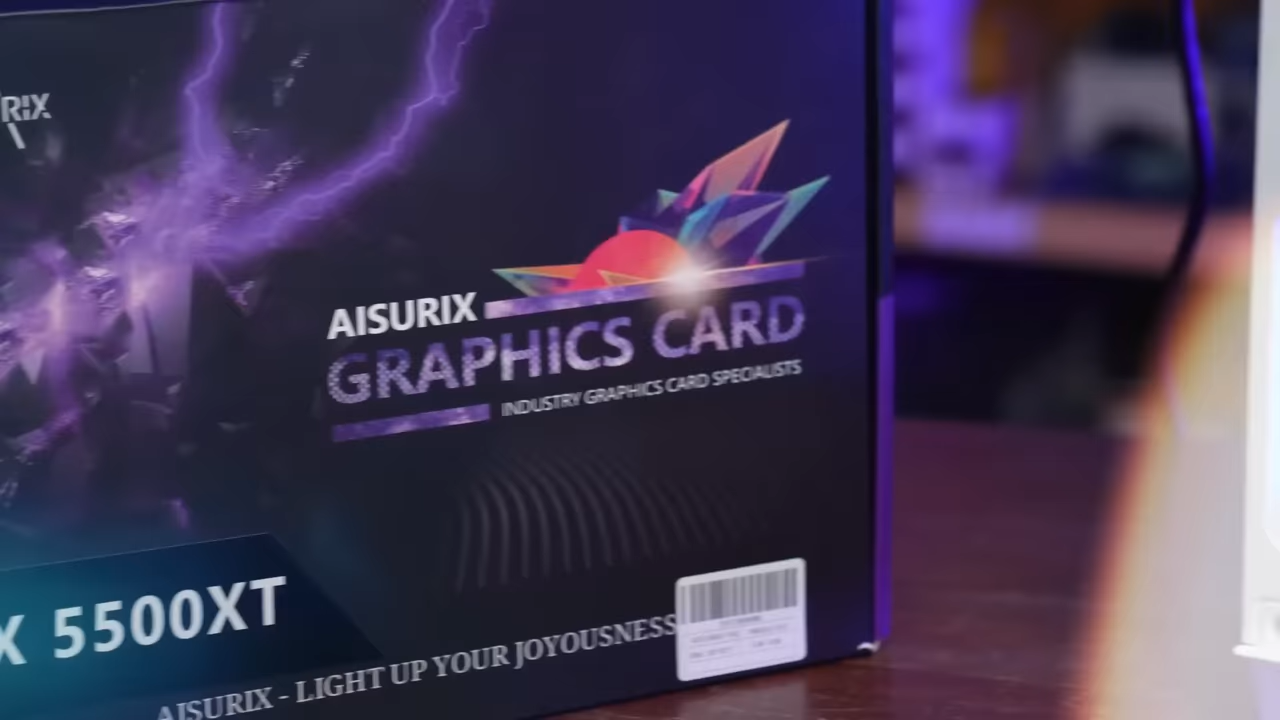 RIX
AISURIX
GRAPHICS CARD
INDUSTRY GRAPHICS CARD SPECIALISTS
X 5500XT
AISURIX - LIGHT UP YOUR JOYOUSNESS